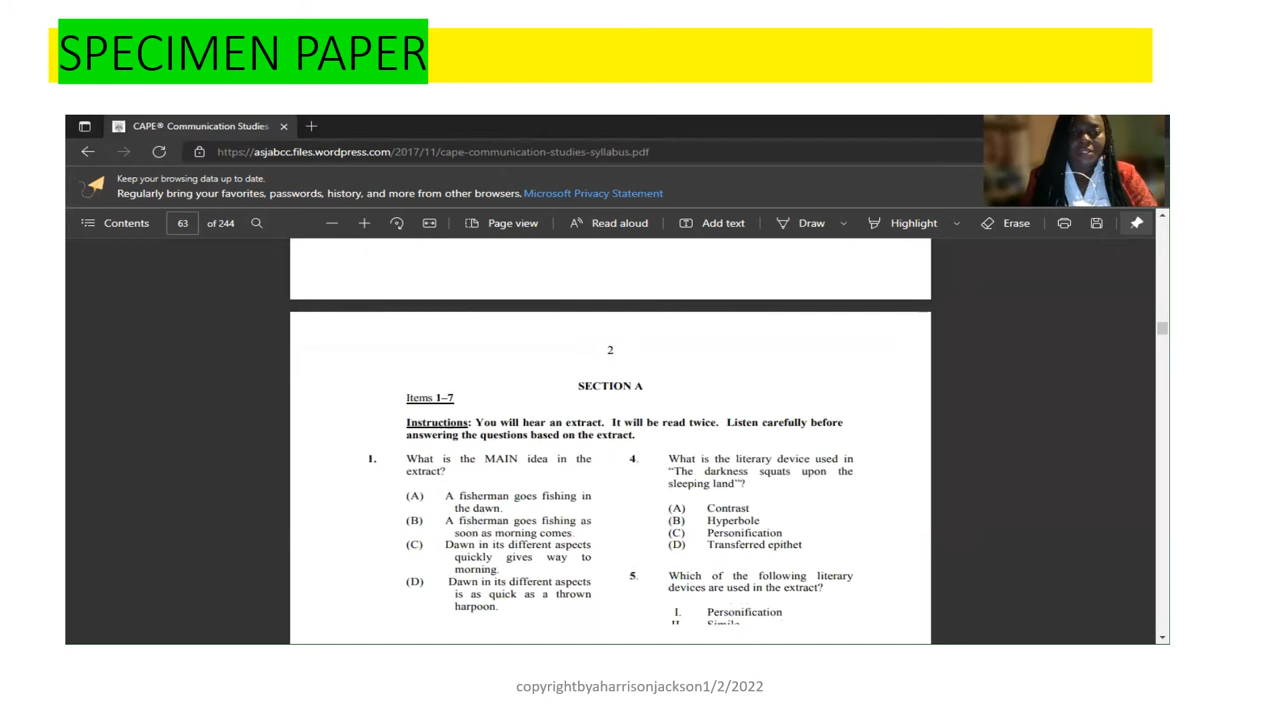 SPECIMEN PAPER
CAPE® Communication Studies
https://asjabcc.files.wordpress.com/2017/11/cape-communication-studies-syllabus.pdf
Keep your browsing data up to date.
Regularly bring your favorites, passwords, history, and more from other browsers. Microsoft Privacy Statement
Contents 63 of 244 Page view Read aloud Add text Draw Highlight Erase
2
SECTION A
Items 1–7
Instructions: You will hear an extract. It will be read twice. Listen carefully before
answering the questions based on the extract.
1. What is the MAIN idea in the
extract?
(A) A fisherman goes fishing in
the dawn.
(B) A fisherman goes fishing as
soon as morning comes.
(C) Dawn in its different aspects
quickly gives way to
morning.
(D) Dawn in its different aspects
is as quick as a thrown
harpoon.
4. What is the literary device used in
“The darkness squats upon the
sleeping land”?
(A) Contrast
(B) Hyperbole
(C) Personification
(D) Transferred epithet
5. Which of the following literary
devices are used in the extract?
I. Personification
II. Simile
copyrightbyaharrisonjackson1/2/2022